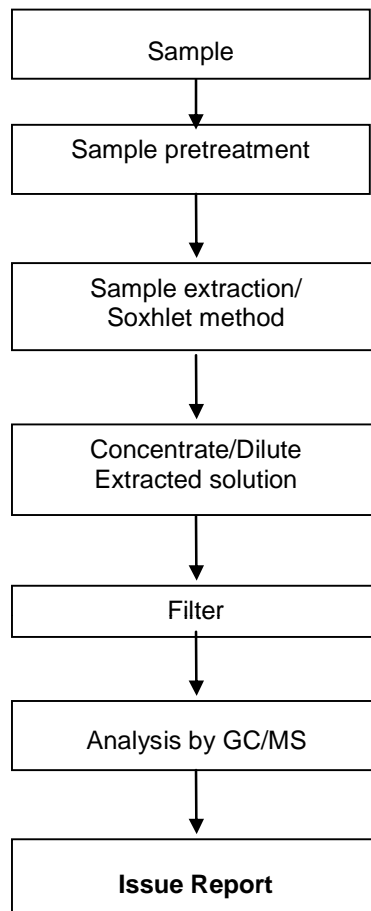 Sample
Sample pretreatment
Sample extraction/
Soxhlet method
Concentrate/Dilute
Extracted solution
Filter
Analysis by GC/MS
Issue Report